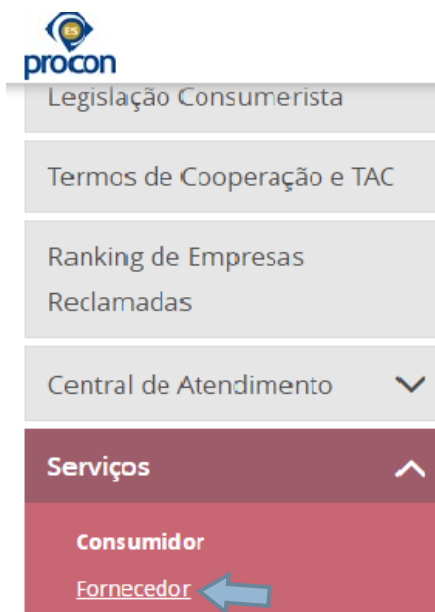 ES
procon
Legislação Consumerista
Termos de Cooperação e TAC
Ranking de Empresas
Reclamadas
Central de Atendimento
Serviços
Consumidor
Fornecedor